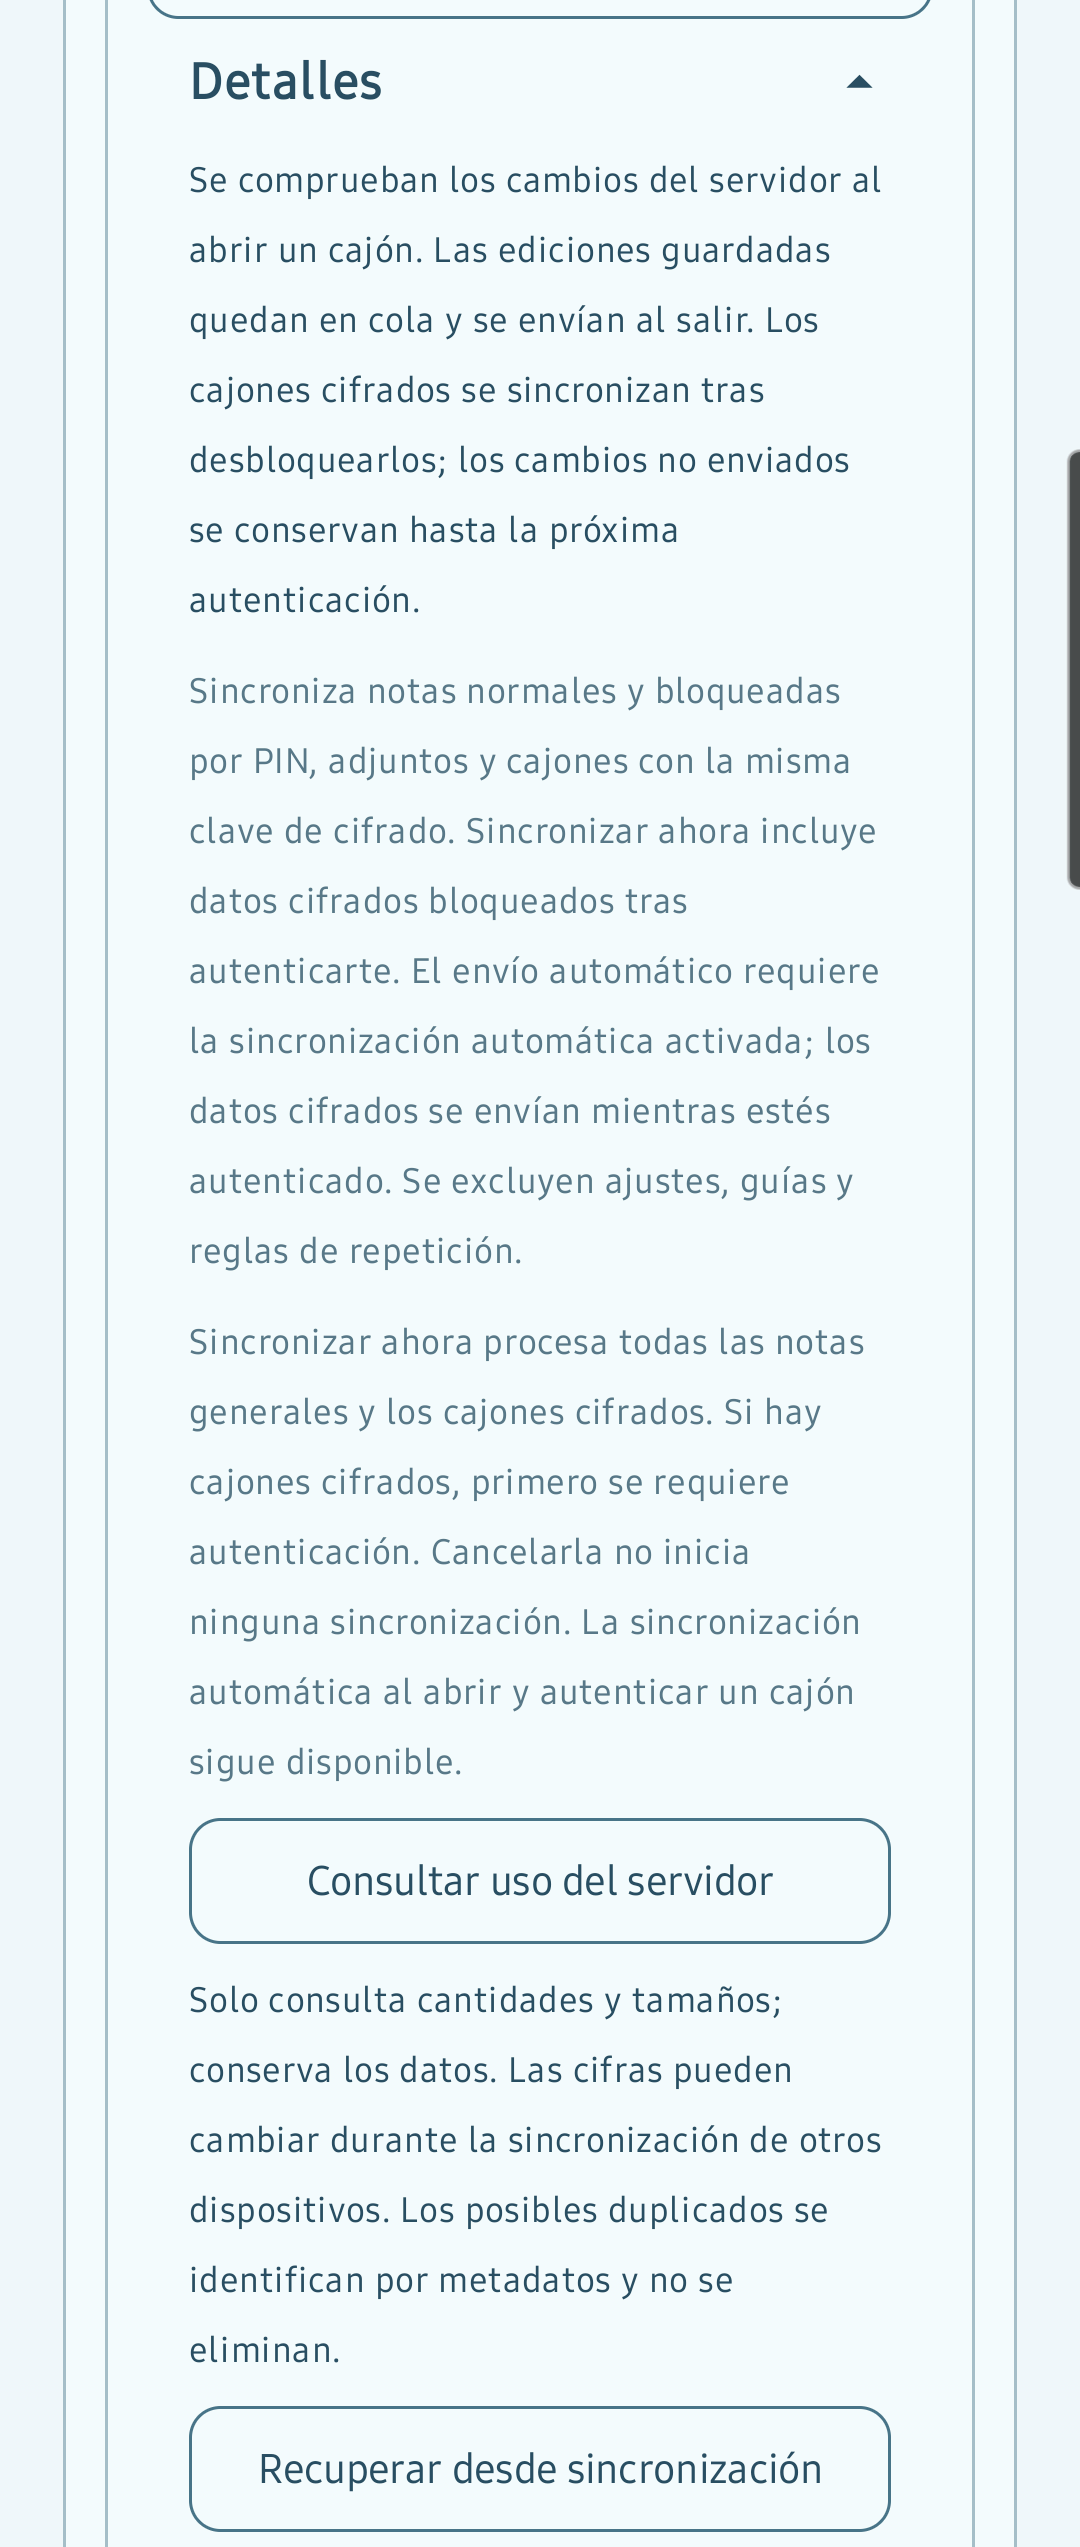 Detalles
Se comprueban los cambios del servidor al
abrir un cajón. Las ediciones guardadas
quedan en cola y se envían al salir. Los
cajones cifrados se sincronizan tras
desbloquearlos; los cambios no enviados
se conservan hasta la próxima
autenticación.
Sincroniza notas normales y bloqueadas
por PIN, adjuntos y cajones con la misma
clave de cifrado. Sincronizar ahora incluye
datos cifrados bloqueados tras
autenticarte. El envío automático requiere
la sincronización automática activada; los
datos cifrados se envían mientras estés
autenticado. Se excluyen ajustes, guías y
reglas de repetición.
Sincronizar ahora procesa todas las notas
generales y los cajones cifrados. Si hay
cajones cifrados, primero se requiere
autenticación. Cancelarla no inicia
ninguna sincronización. La sincronización
automática al abrir y autenticar un cajón
sigue disponible.
Consultar uso del servidor
Solo consulta cantidades y tamaños;
conserva los datos. Las cifras pueden
cambiar durante la sincronización de otros
dispositivos. Los posibles duplicados se
identifican por metadatos y no se
eliminan.
Recuperar desde sincronización